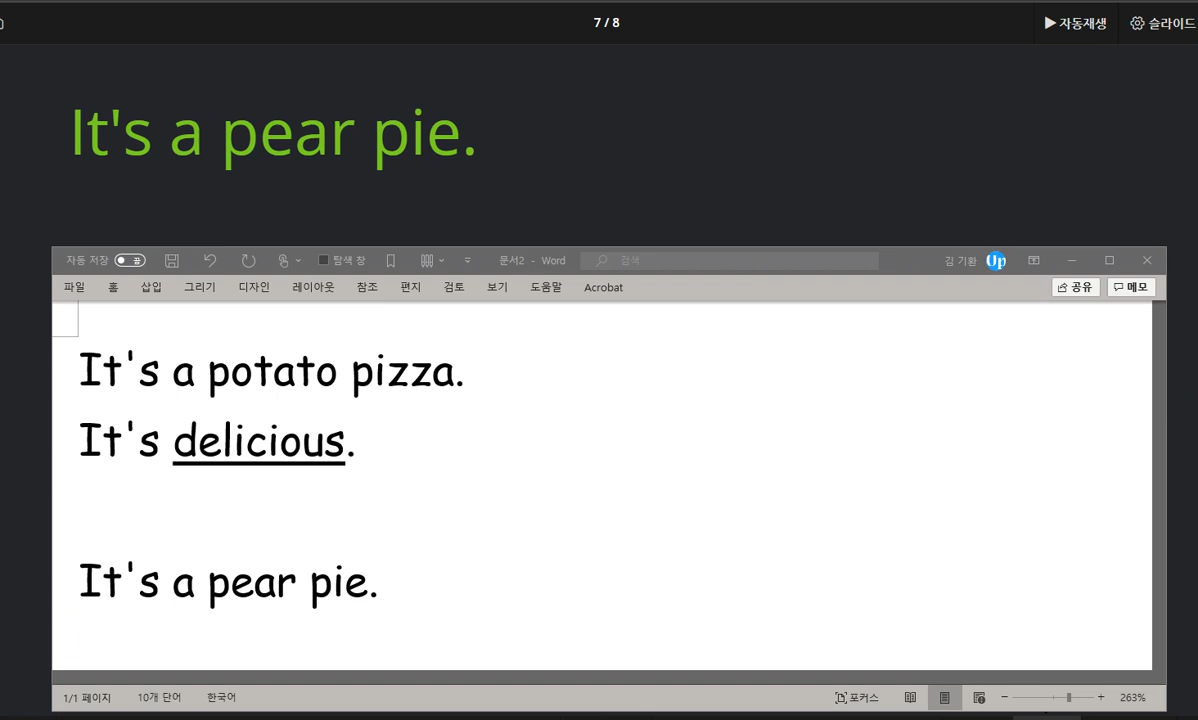 7 / 8
▶ 자동재생
슬라이드
It's a pear pie.
자동 저장 끔
탐색 창
문서2 - Word
검색
김 기환
Up
파일 홈 삽입 그리기 디자인 레이아웃 참조 편지 검토 보기 도움말 Acrobat
공유 메모
It's a potato pizza.
It's delicious.
It's a pear pie.
1/1 페이지 10개 단어 한국어
포커스
263%